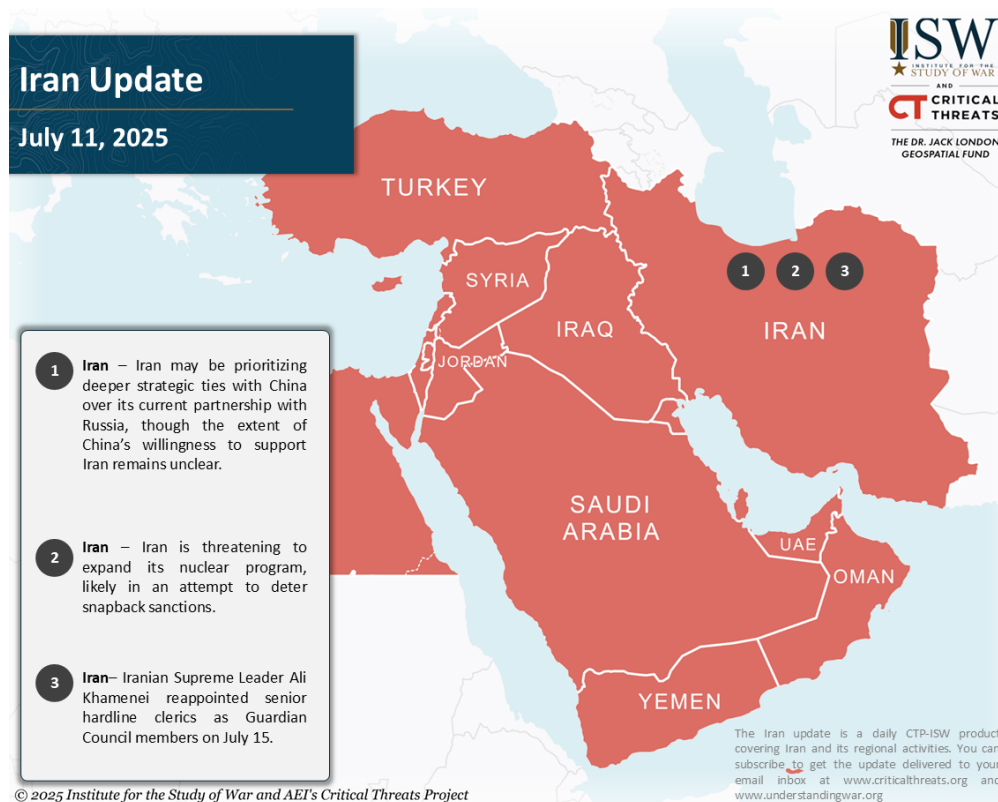 Iran Update
July 11, 2025
ISW
INSTITUTE FOR THE
STUDY OF WAR
AND
CT CRITICAL
THREATS
THE DR. JACK LONDON
GEOSPATIAL FUND
TURKEY
SYRIA
IRAQ
JORDAN
1 2 3
IRAN
SAUDI
ARABIA
UAE
OMAN
YEMEN
1
Iran – Iran may be prioritizing
deeper strategic ties with China
over its current partnership with
Russia, though the extent of
China's willingness to support
Iran remains unclear.
2
Iran – Iran is threatening to
expand its nuclear program,
likely in an attempt to deter
snapback sanctions.
3
Iran– Iranian Supreme Leader Ali
Khamenei reappointed senior
hardline clerics as Guardian
Council members on July 15.
The Iran update is a daily CTP-ISW product
covering Iran and its regional activities. You can
subscribe to get the update delivered to your
email inbox at www.criticalthreats.org and
www.understandingwar.org
© 2025 Institute for the Study of War and AEI's Critical Threats Project